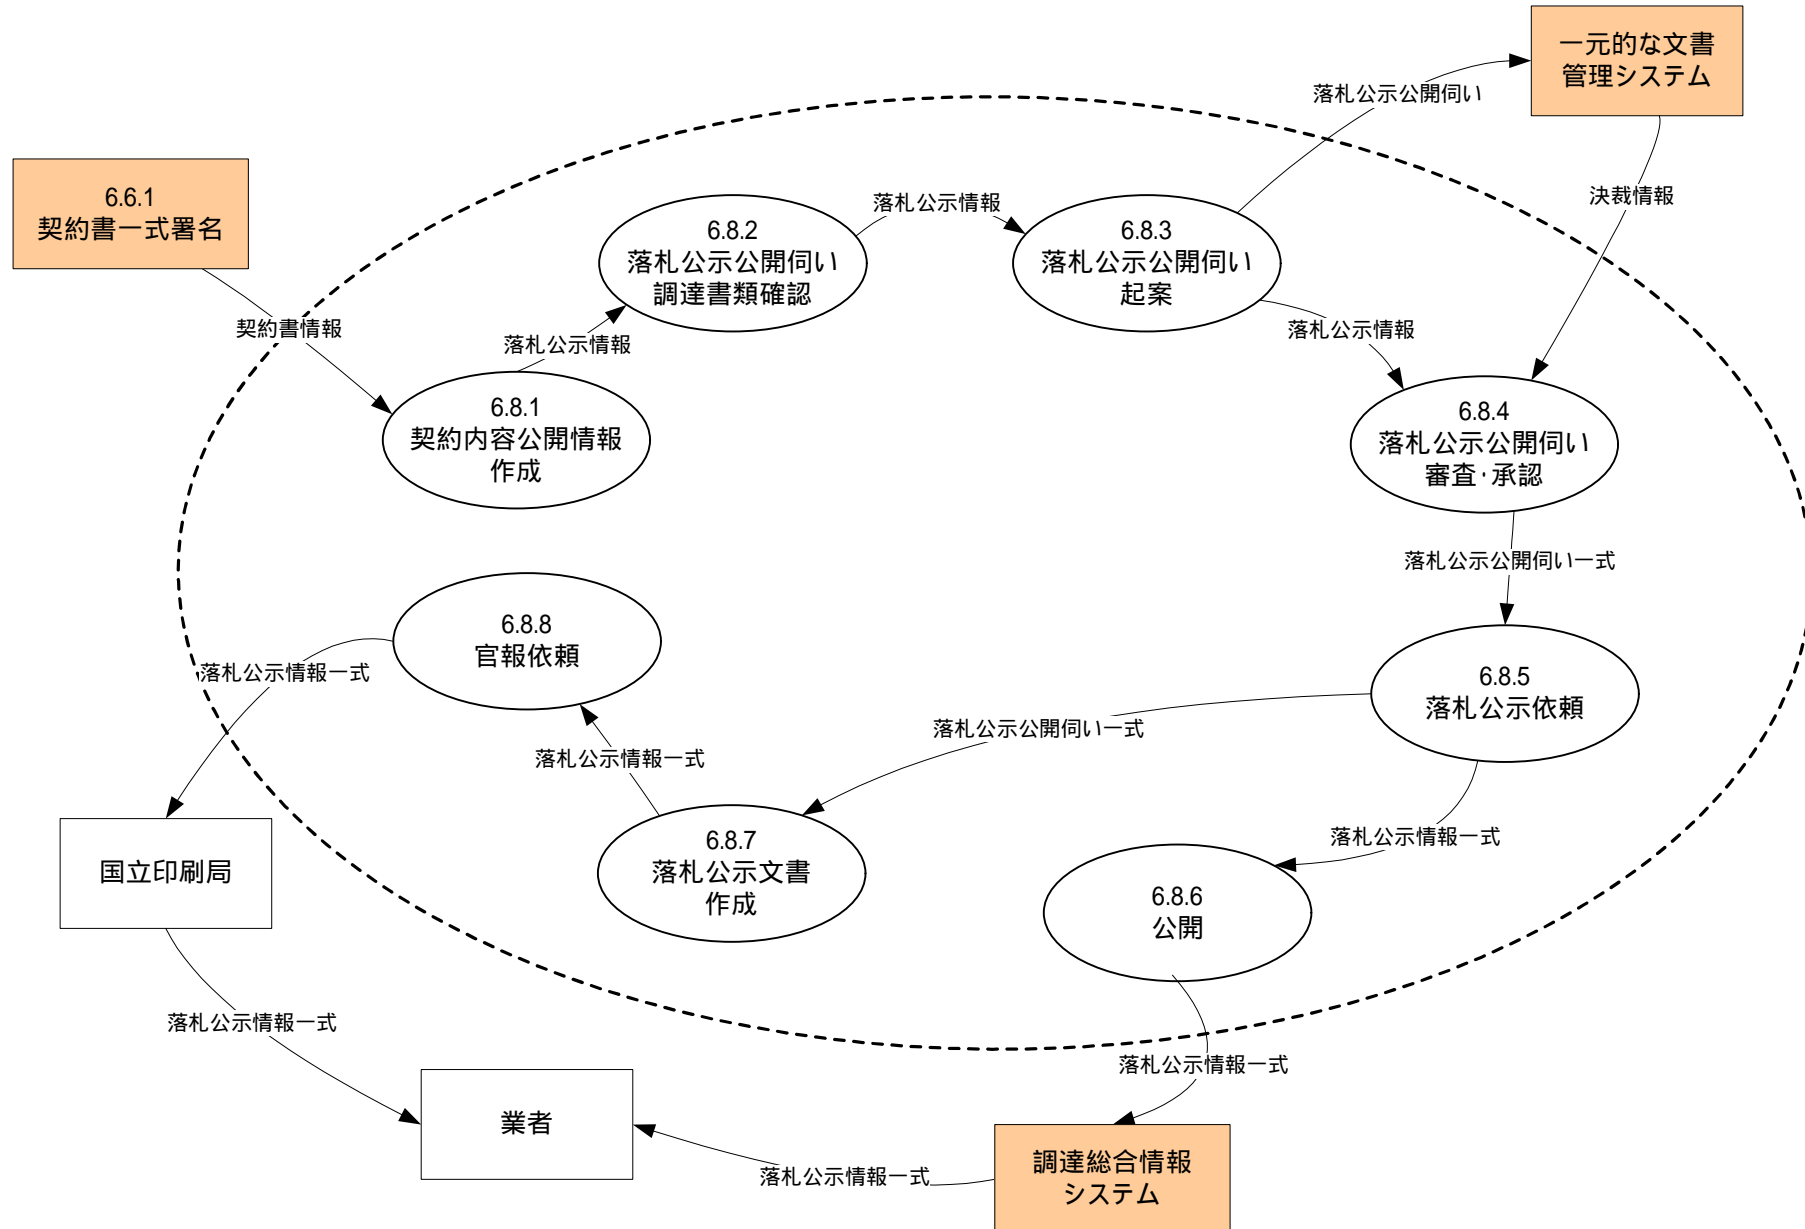 一元的な文書
管理システム
落札公示公開伺い
6.6.1
契約書一式署名
決裁情報
落札公示情報
6.8.2
落札公示公開伺い
調達書類確認
6.8.3
落札公示公開伺い
起案
契約書情報
落札公示情報
落札公示情報
6.8.1
契約内容公開情報
作成
6.8.4
落札公示公開伺い
審査・承認
落札公示公開伺い一式
6.8.8
官報依頼
落札公示情報一式
6.8.5
落札公示依頼
落札公示公開伺い一式
落札公示情報一式
落札公示情報一式
6.8.7
落札公示文書
作成
国立印刷局
6.8.6
公開
落札公示情報一式
落札公示情報一式
業者
落札公示情報一式
調達総合情報
システム